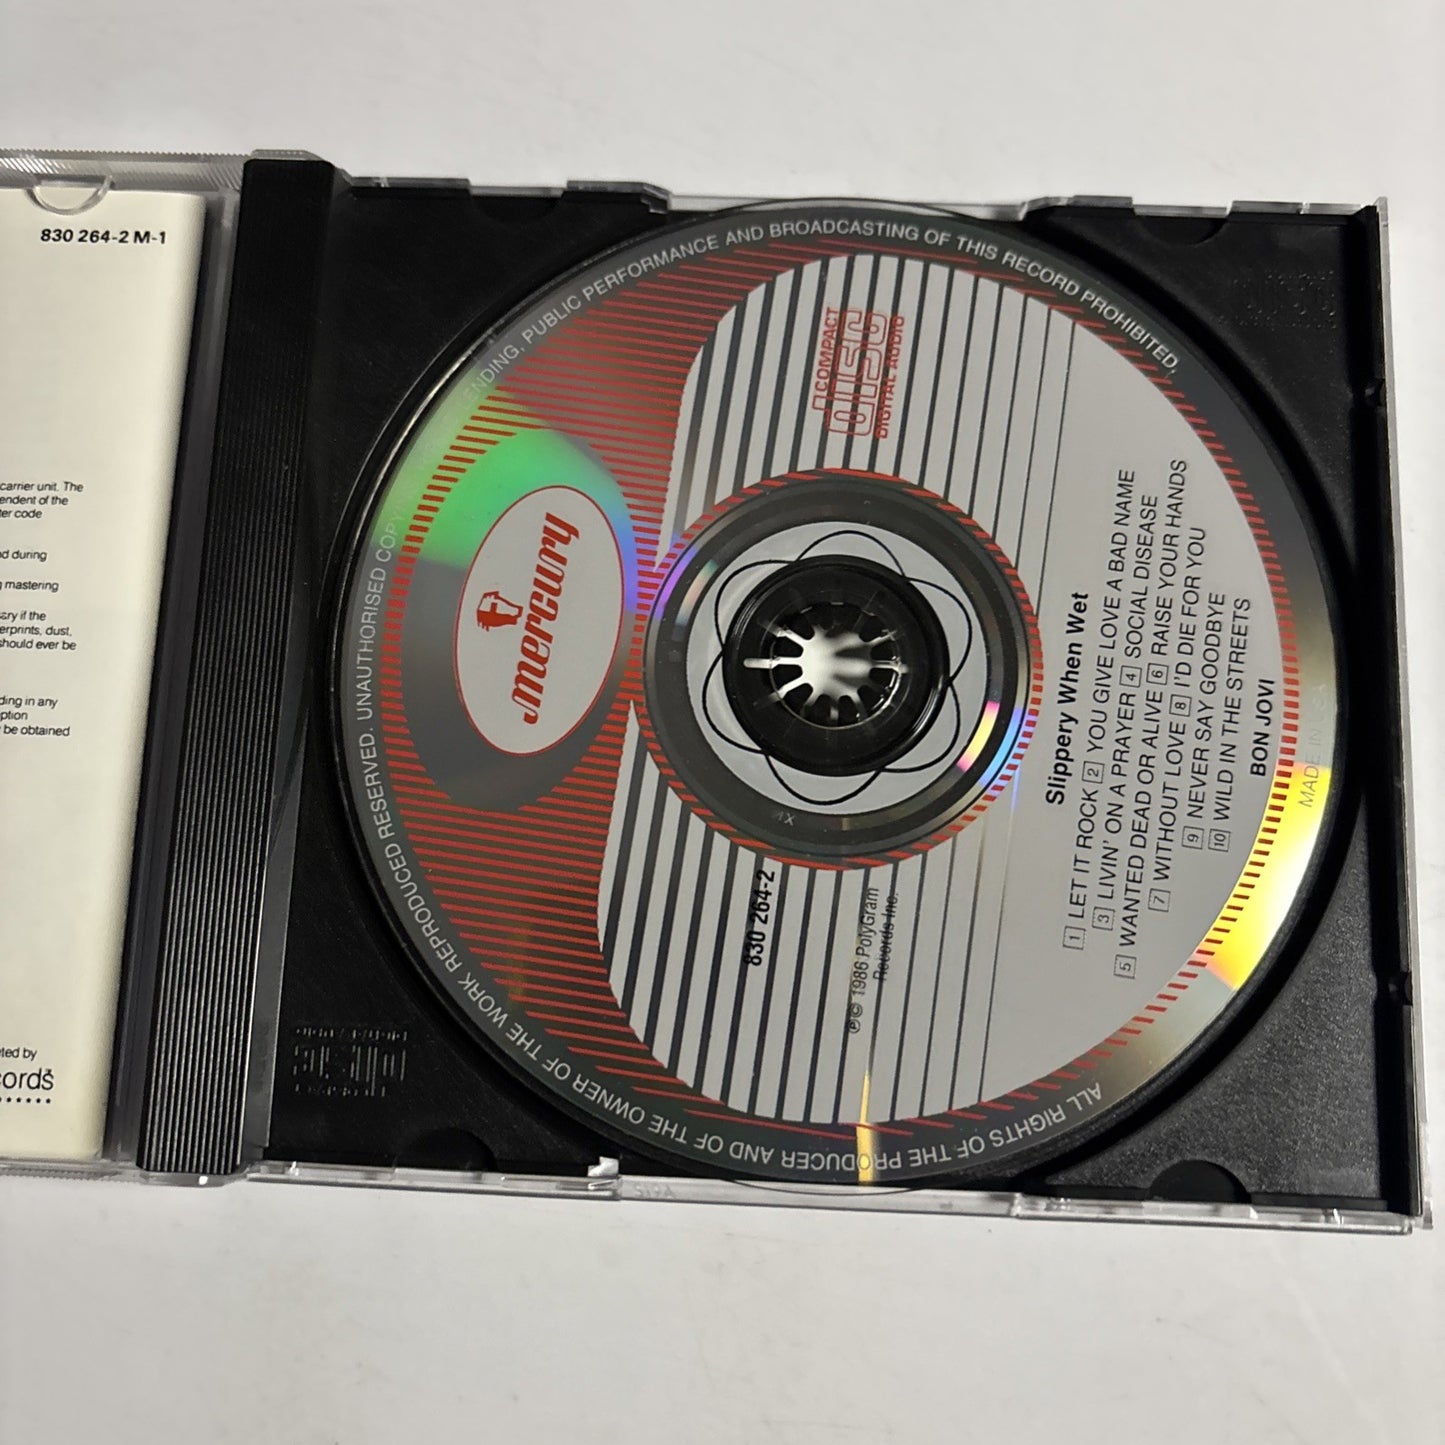 830 264-2 M-1
carrier unit. The
endent of the
ter code
d during
mastering
ry if the
erprints, dust,
should ever be
ding in any
ption
be obtained
ted by
cords
mercury
COMPACT
disc
DIGITAL AUDIO
830 264-2
℗© 1986 PolyGram
Records Inc.
Slippery When Wet
1 LET IT ROCK 2 YOU GIVE LOVE A BAD NAME
3 LIVIN' ON A PRAYER 4 SOCIAL DISEASE
5 WANTED DEAD OR ALIVE 6 RAISE YOUR HANDS
7 WITHOUT LOVE 8 I'D DIE FOR YOU
9 NEVER SAY GOODBYE
10 WILD IN THE STREETS
BON JOVI
MADE IN
ALL RIGHTS OF THE PRODUCER AND OF THE OWNER OF THE WORK REPRODUCED RESERVED. UNAUTHORISED LENDING, PUBLIC PERFORMANCE AND BROADCASTING OF THIS RECORD PROHIBITED.